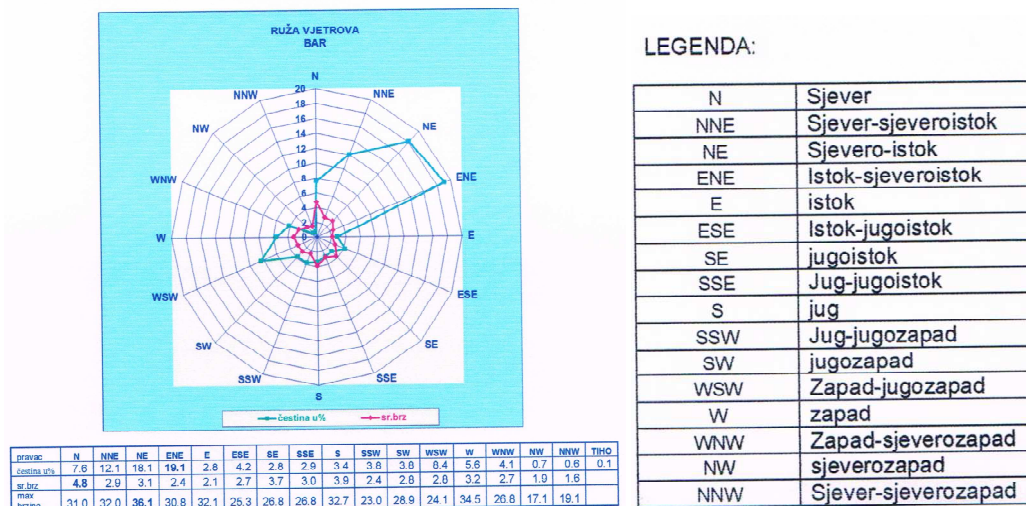 RUŽA VJETROVA
BAR
N
NNE
NE
ENE
E
ESE
SE
SSE
S
SSW
SW
WSW
W
WNW
NW
NNW
20
18
16
14
12
10
8
6
4
2
0
čestina u% sr.brz
pravac N NNE NE ENE E ESE SE SSE S SSW SW WSW W WNW NW NNW TIHO
čestina u% 7.6 12.1 18.1 19.1 2.8 4.2 2.8 2.9 3.4 3.8 3.8 8.4 5.6 4.1 0.7 0.6 0.1
sr.brz 4.8 2.9 3.1 2.4 2.1 2.7 3.7 3.0 3.9 2.4 2.8 2.8 3.2 2.7 1.9 1.6
max
31.0 32.0 36.1 30.8 32.1 25.3 26.8 26.8 32.7 23.0 28.9 24.1 34.5 26.8 17.1 19.1
LEGENDA:
N Sjever
NNE Sjever-sjeveroistok
NE Sjevero-istok
ENE Istok-sjeveroistok
E istok
ESE Istok-jugoistok
SE jugoistok
SSE Jug-jugoistok
S jug
SSW Jug-jugozapad
SW jugozapad
WSW Zapad-jugozapad
W zapad
WNW Zapad-sjeverozapad
NW sjeverozapad
NNW Sjever-sjeverozapad